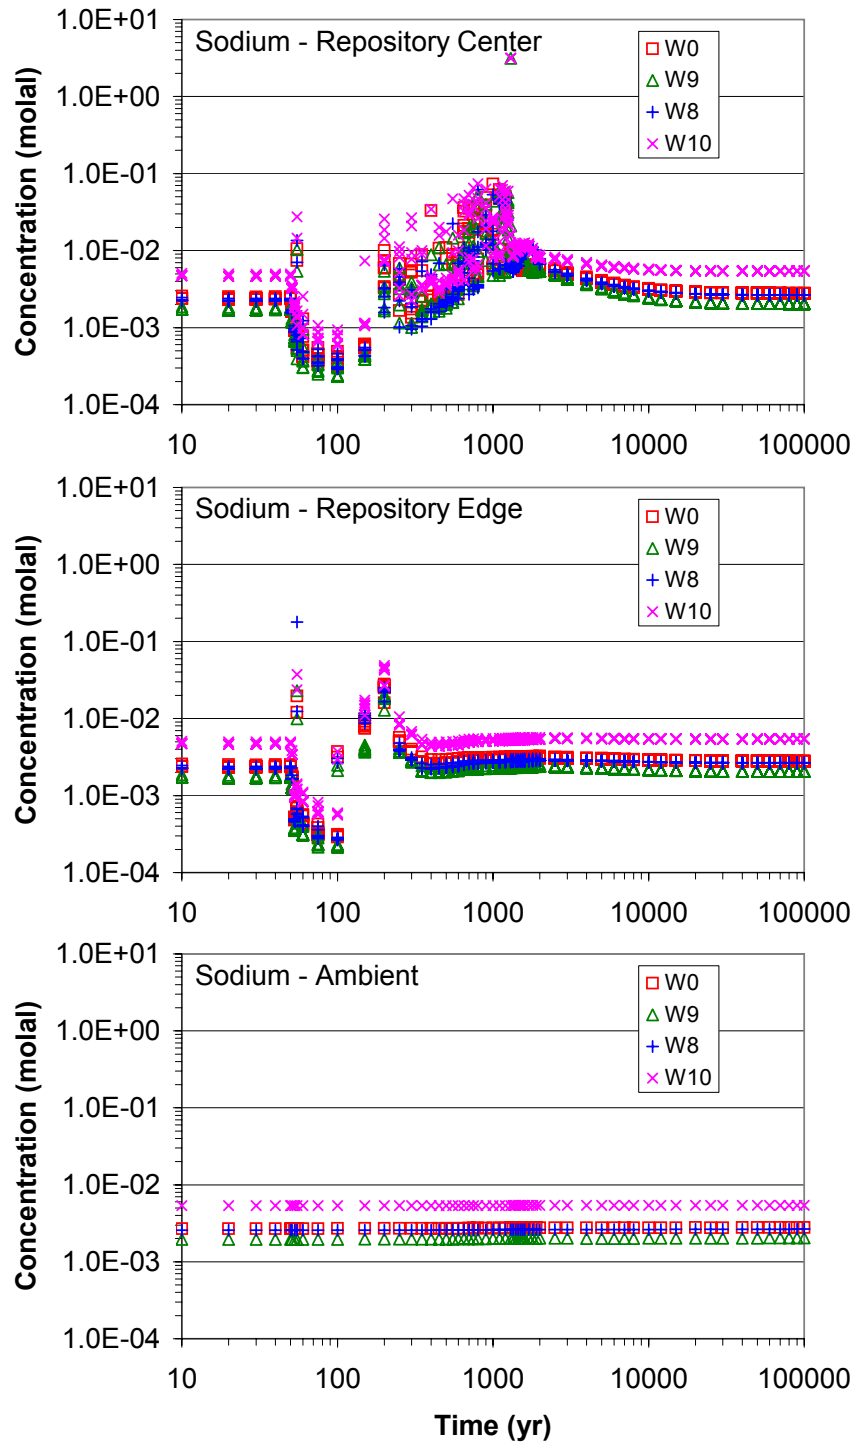 Sodium - Repository Center
Concentration (molal)
1.0E+01
1.0E+00
1.0E-01
1.0E-02
1.0E-03
1.0E-04
W0
W9
W8
W10
10 100 1000 10000 100000
Sodium - Repository Edge
Concentration (molal)
1.0E+01
1.0E+00
1.0E-01
1.0E-02
1.0E-03
1.0E-04
W0
W9
W8
W10
10 100 1000 10000 100000
Sodium - Ambient
Concentration (molal)
1.0E+01
1.0E+00
1.0E-01
1.0E-02
1.0E-03
1.0E-04
W0
W9
W8
W10
10 100 1000 10000 100000
Time (yr)